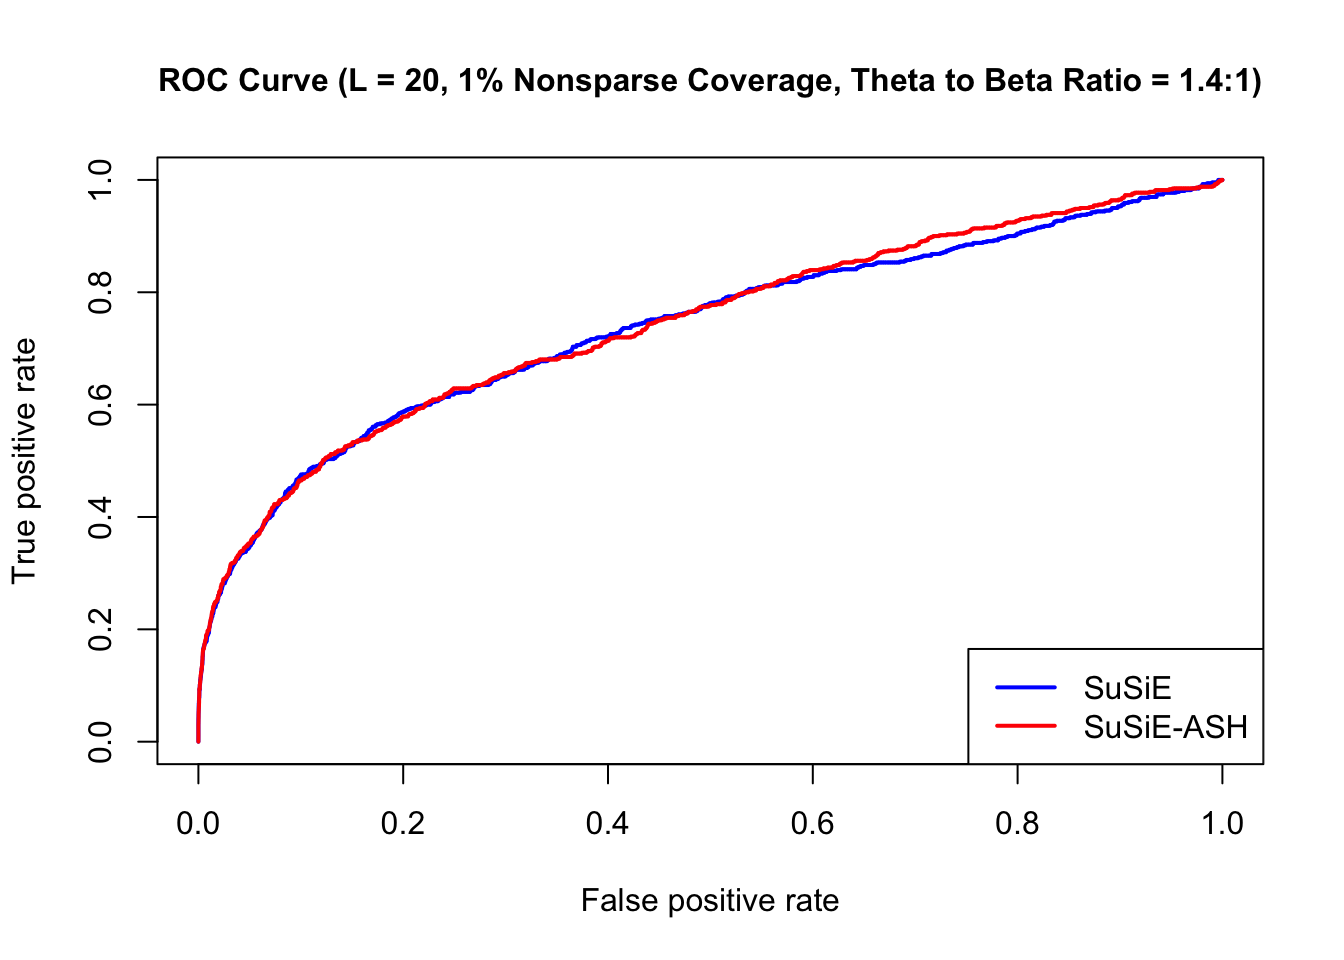 ROC Curve (L = 20, 1% Nonsparse Coverage, Theta to Beta Ratio = 1.4:1)
True positive rate
1.0
0.8
0.6
0.4
0.2
0.0
SuSiE
SuSiE-ASH
0.0 0.2 0.4 0.6 0.8 1.0
False positive rate